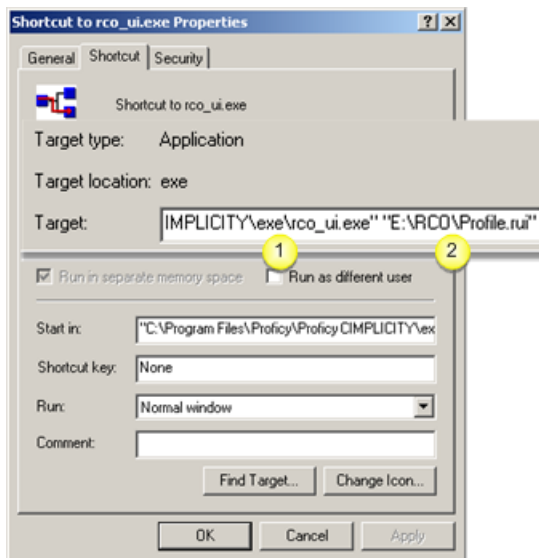 Shortcut to rco_ui.exe Properties ? X
General Shortcut Security
Shortcut to rco_ui.exe
Target type: Application
Target location: exe
Target: IMPLICITY\exe\rco_ui.exe" "E:\RCO\Profile.rui"
1 2
Run in separate memory space Run as different user
Start in: "C:\Program Files\Proficy\Proficy CIMPLICITY\ex
Shortcut key: None
Run: Normal window
Comment:
Find Target... Change Icon...
OK Cancel Apply